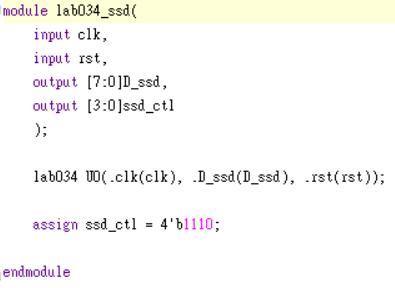 module lab034_ssd(
input clk,
input rst,
output [7:0]D_ssd,
output [3:0]ssd_ctl
);
lab034 U0(.clk(clk), .D_ssd(D_ssd), .rst(rst));
assign ssd_ctl = 4'b1110;
endmodule